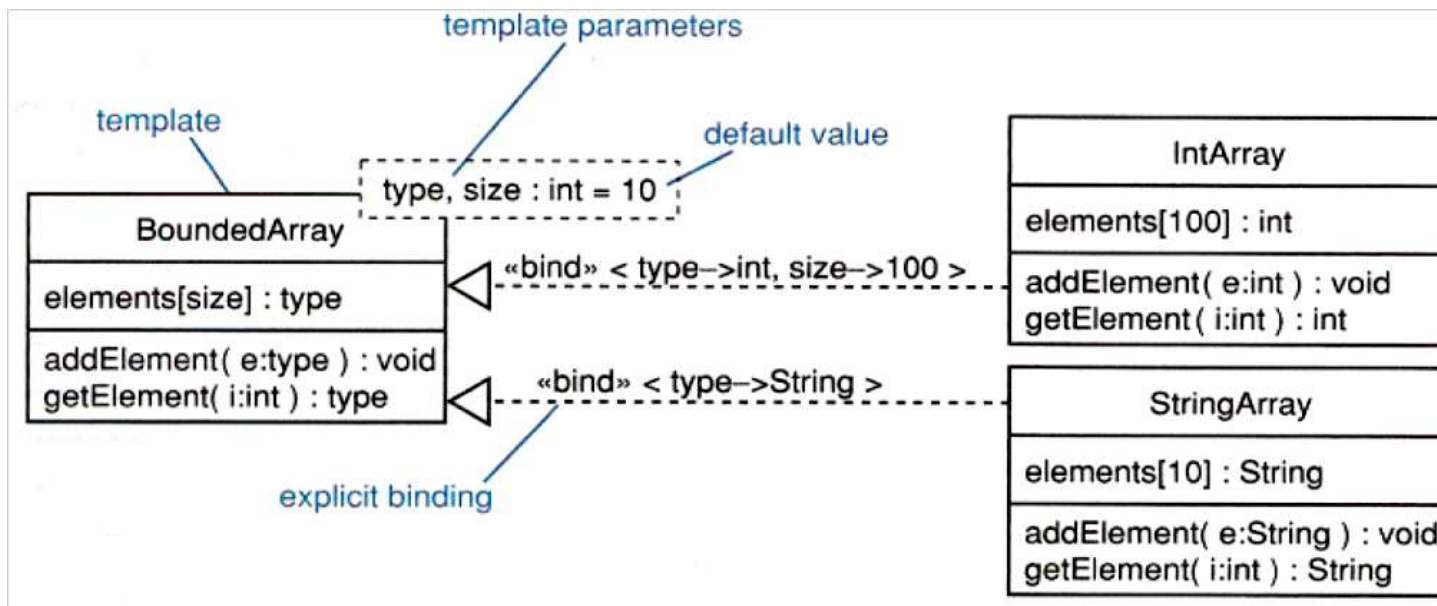 template parameters
template
default value
type, size : int = 10
BoundedArray
elements[size] : type
addElement( e:type ) : void
getElement( i:int ) : type
«bind» < type–>int, size–>100 >
«bind» < type–>String >
explicit binding
IntArray
elements[100] : int
addElement( e:int ) : void
getElement( i:int ) : int
StringArray
elements[10] : String
addElement( e:String ) : void
getElement( i:int ) : String